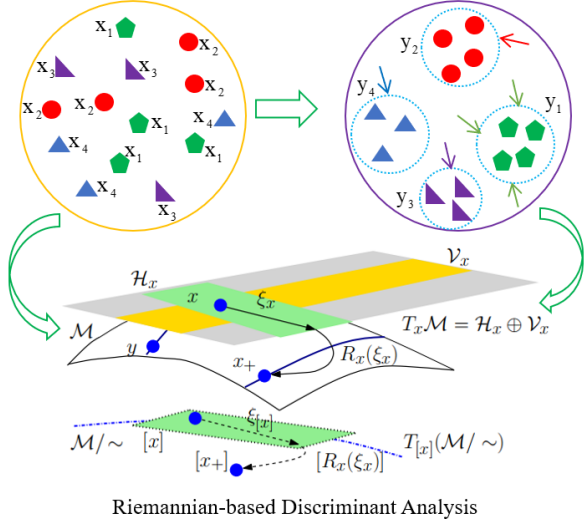 x₁
x₂
x₃
x₃
x₂
x₂
x₂
x₁
x₄
x₄
x₁
x₁
x₄
x₃
y₂
y₄
y₁
y₃
ℋₓ
𝒱ₓ
x
ξₓ
ℳ
Tₓℳ = ℋₓ ⊕ 𝒱ₓ
y
x₊
Rₓ(ξₓ)
ξ[x]
ℳ/∼
[x]
T[x](ℳ/∼)
[x₊]
[Rₓ(ξₓ)]
Riemannian-based Discriminant Analysis